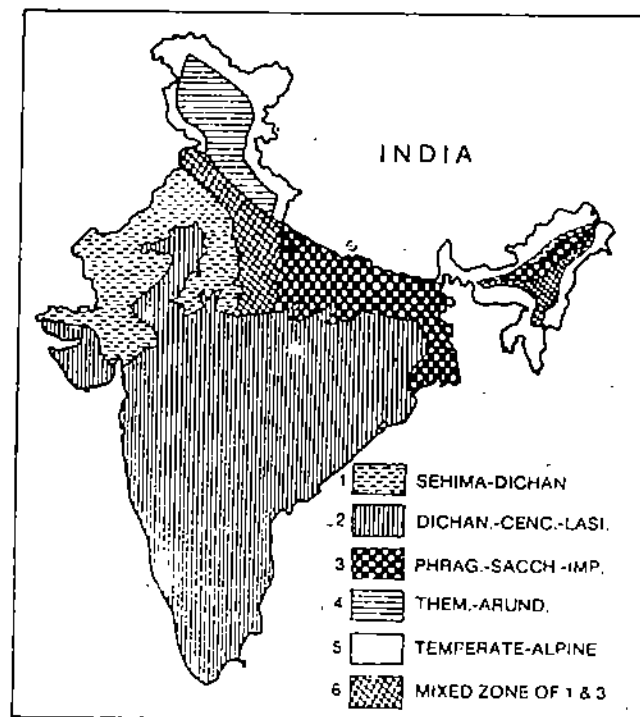 INDIA
1 SEHIMA-DICHAN
2 DICHAN.-CENC.-LASI.
3 PHRAG.-SACCH.-IMP.
4 THEM.-ARUND.
5 TEMPERATE-ALPINE
6 MIXED ZONE OF 1 & 3